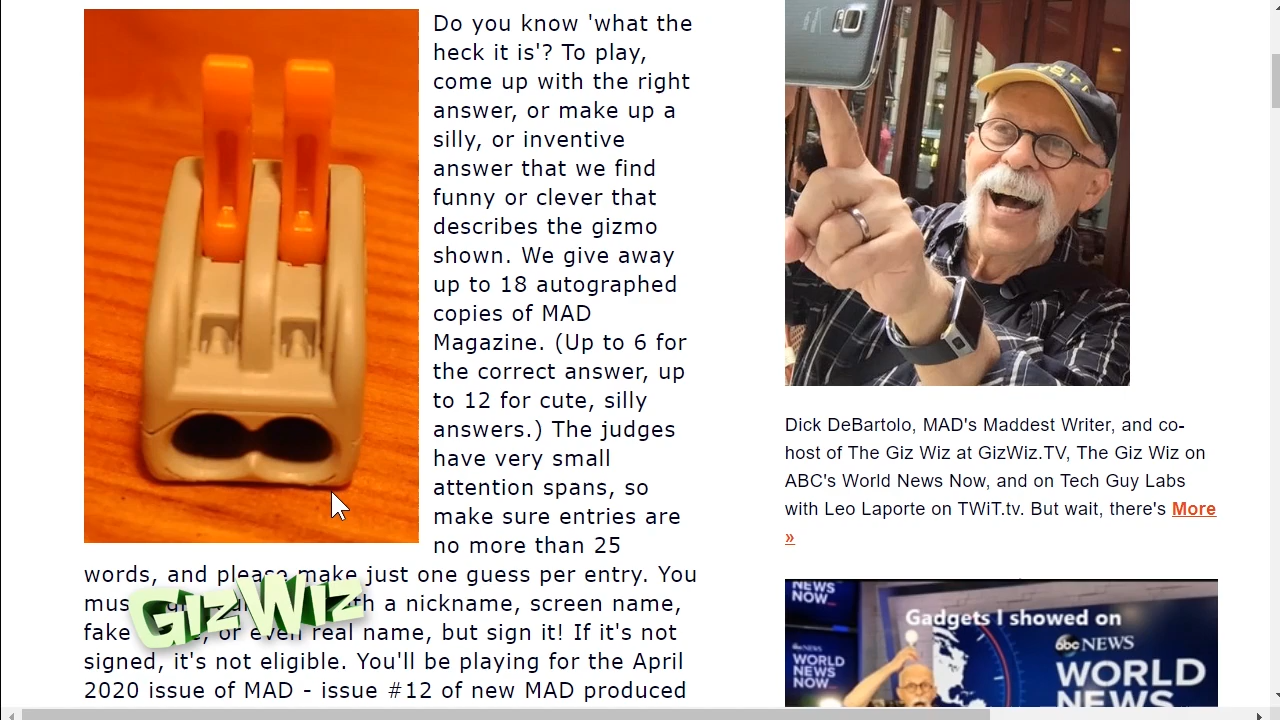 Do you know 'what the
heck it is'? To play,
come up with the right
answer, or make up a
silly, or inventive
answer that we find
funny or clever that
describes the gizmo
shown. We give away
up to 18 autographed
copies of MAD
Magazine. (Up to 6 for
the correct answer, up
to 12 for cute, silly
answers.) The judges
have very small
attention spans, so
make sure entries are
no more than 25
words, and please make just one guess per entry. You
a nickname, screen name,
fake or even real name, but sign it! If it's not
signed, it's not eligible. You'll be playing for the April
2020 issue of MAD - issue #12 of new MAD produced
GizWiz
Dick DeBartolo, MAD's Maddest Writer, and co-
host of The Giz Wiz at GizWiz.TV, The Giz Wiz on
ABC's World News Now, and on Tech Guy Labs
with Leo Laporte on TWiT.tv. But wait, there's More
»
NEWS
NOW
Gadgets I showed on
abc NEWS
WORLD
NEWS
NOW
WORLD
NEWS